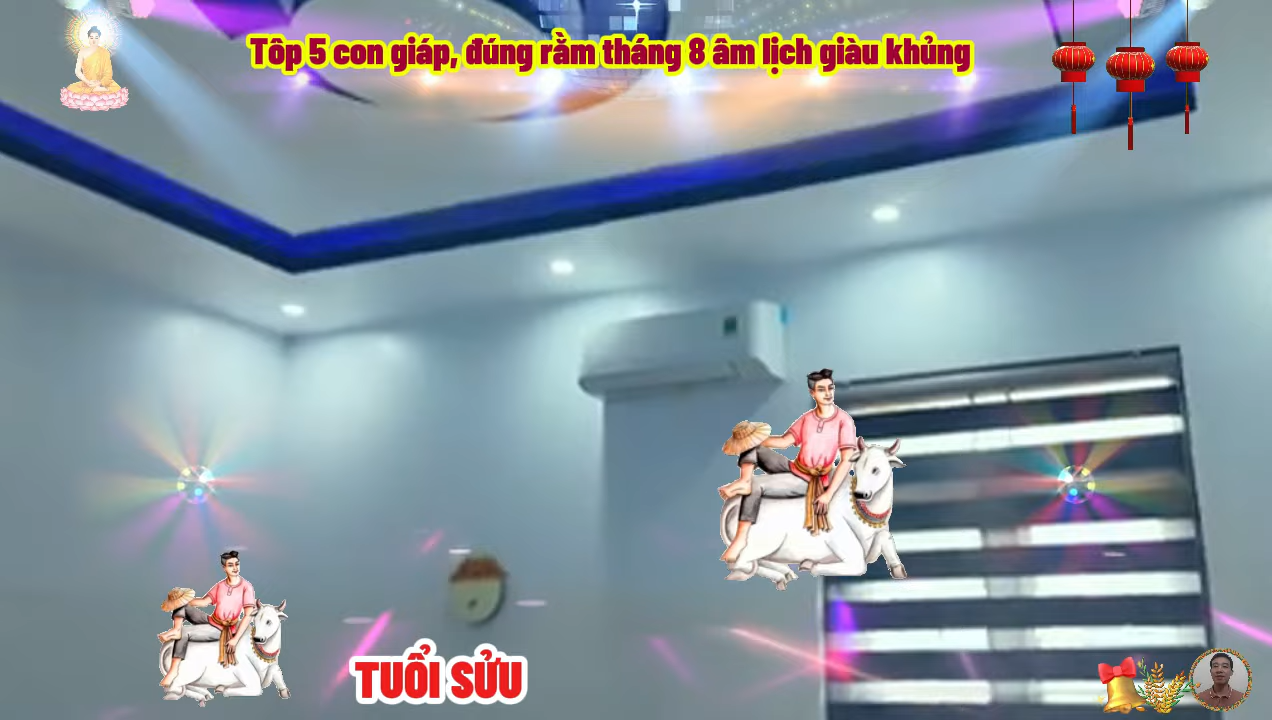 Tôp 5 con giáp, đúng rằm tháng 8 âm lịch giàu khủng
TUỔI SỬU